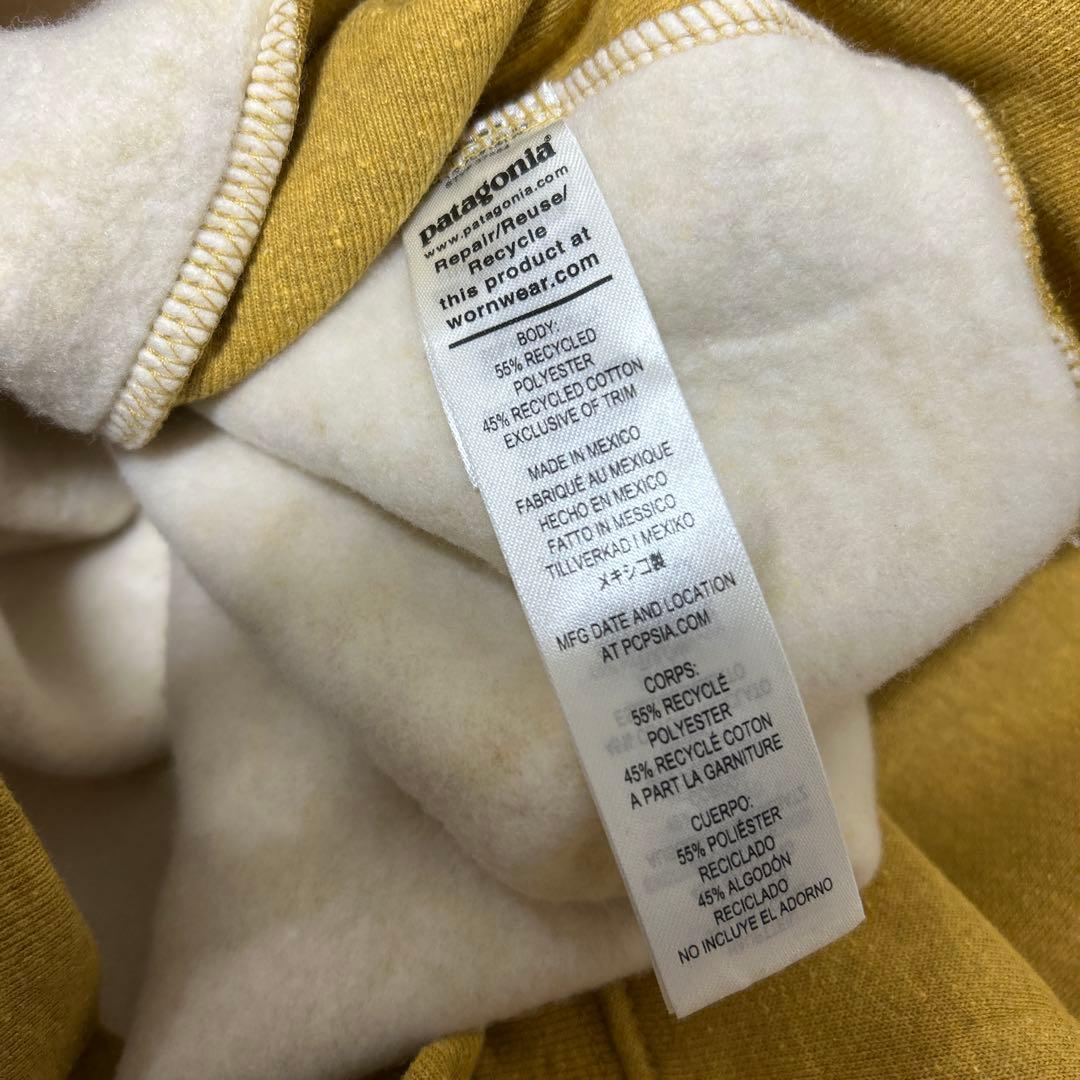 patagonia®
www.patagonia.com
Repair/Reuse/
Recycle
this product at
wornwear.com
BODY:
55% RECYCLED
POLYESTER
45% RECYCLED COTTON
EXCLUSIVE OF TRIM
MADE IN MEXICO
FABRIQUÉ AU MEXIQUE
HECHO EN MEXICO
FATTO IN MESSICO
TILLVERKAD I MEXIKO
メキシコ製
MFG DATE AND LOCATION
AT PCPSIA.COM
CORPS:
55% RECYCLÉ
POLYESTER
45% RECYCLÉ COTON
A PART LA GARNITURE
CUERPO:
55% POLIÉSTER
RECICLADO
45% ALGODÓN
RECICLADO
NO INCLUYE EL ADORNO